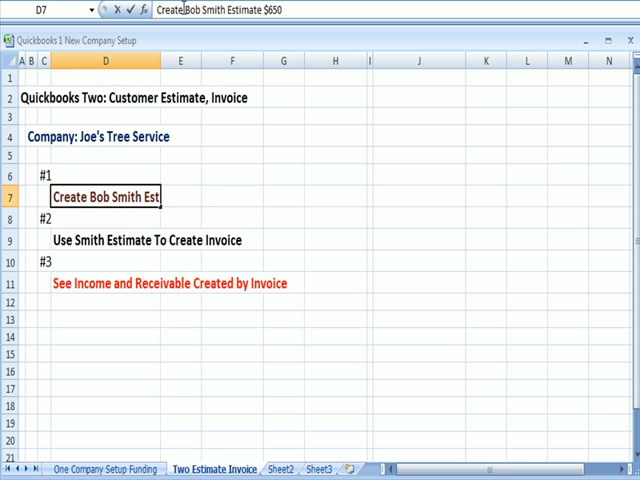 D7 fx Create Bob Smith Estimate $650
Quickbooks 1 New Company Setup
A B C D E F G H I J K L M N
1
2 Quickbooks Two: Customer Estimate, Invoice
3
4 Company: Joe's Tree Service
5
6 #1
7 Create Bob Smith Est
8 #2
9 Use Smith Estimate To Create Invoice
10 #3
11 See Income and Receivable Created by Invoice
12
13
14
15
16
17
18
19
20
21
One Company Setup Funding Two Estimate Invoice Sheet2 Sheet3